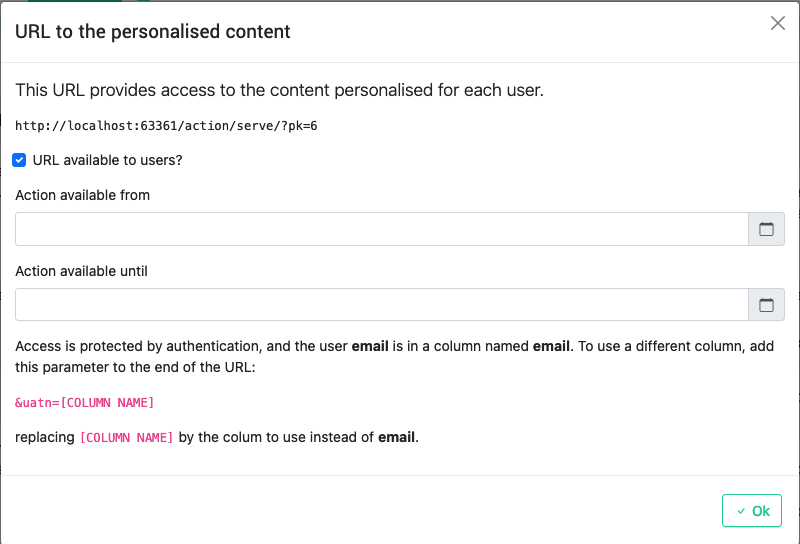 URL to the personalised content
This URL provides access to the content personalised for each user.
http://localhost:63361/action/serve/?pk=6
URL available to users?
Action available from
Action available until
Access is protected by authentication, and the user email is in a column named email. To use a different column, add
this parameter to the end of the URL:
&uatn=[COLUMN NAME]
replacing [COLUMN NAME] by the colum to use instead of email.
Ok